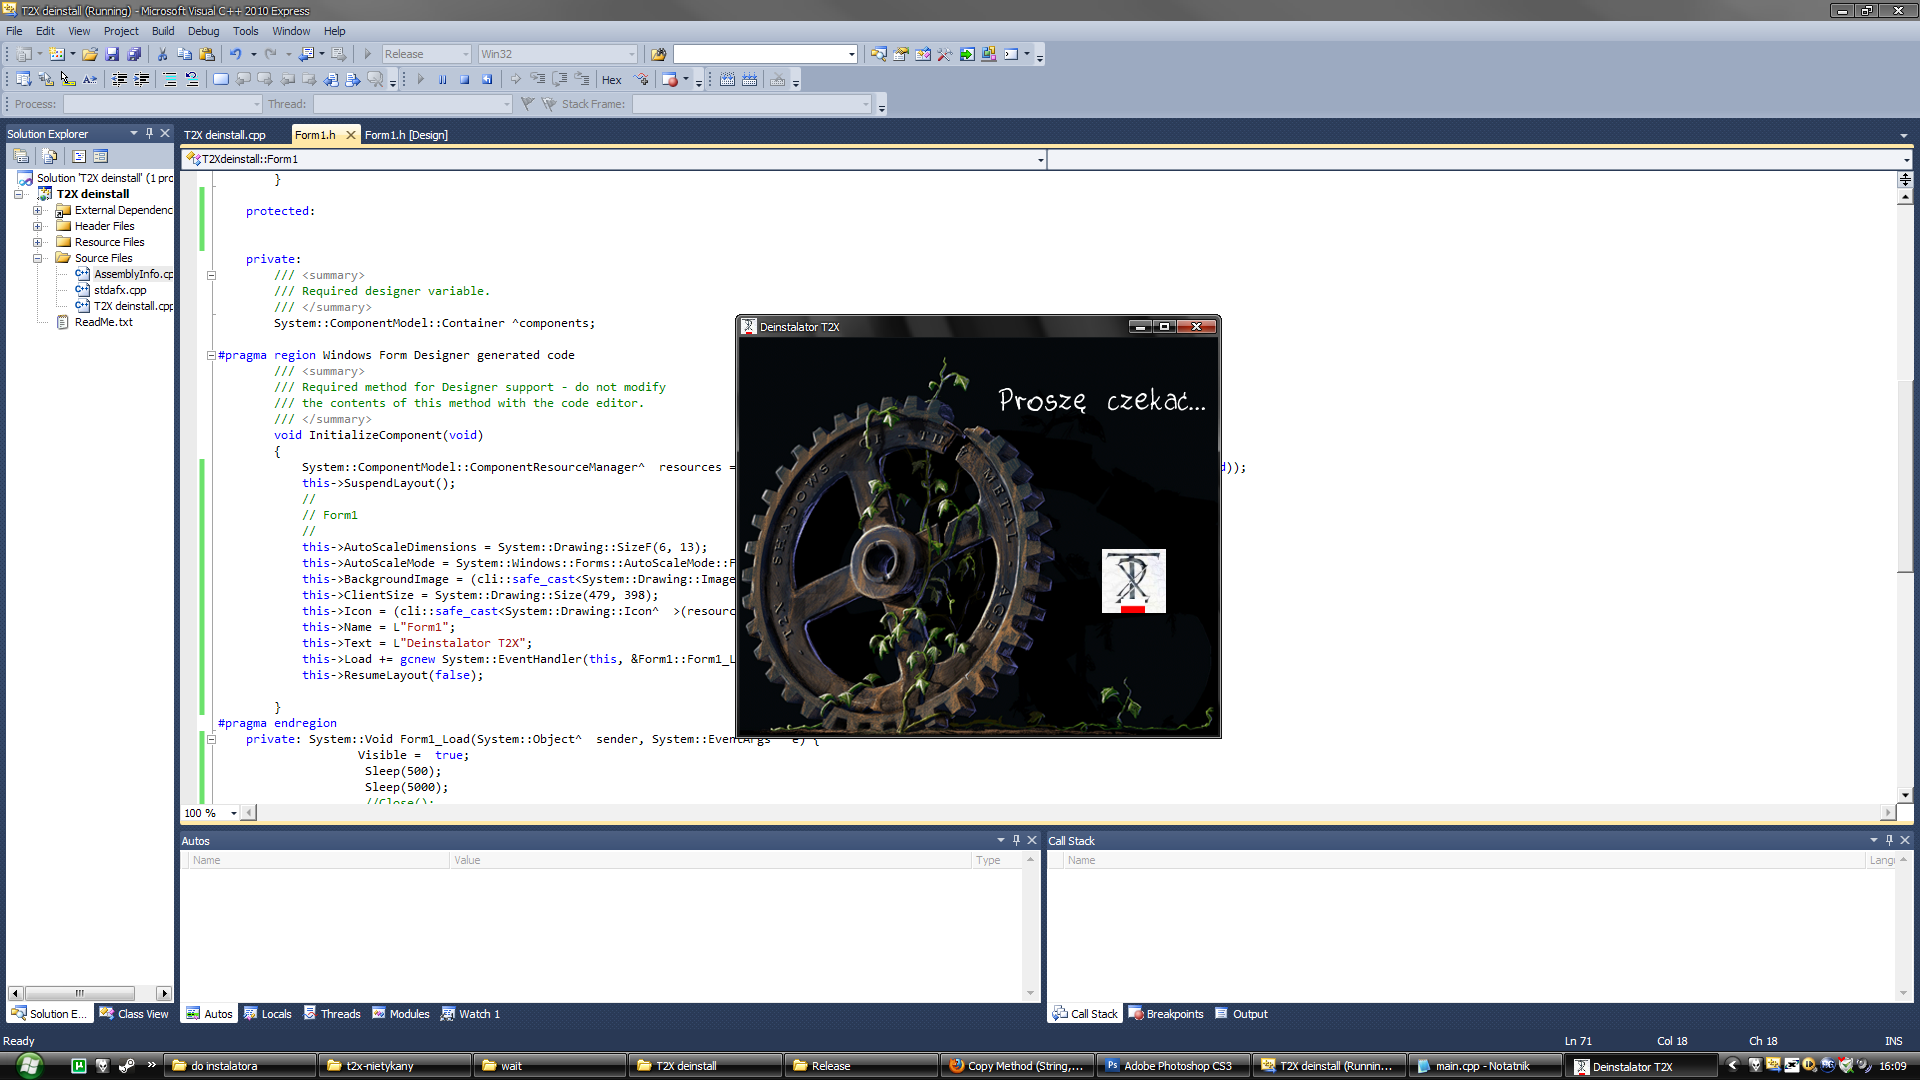 T2X deinstall (Running) - Microsoft Visual C++ 2010 Express
File Edit View Project Build Debug Tools Window Help
Release Win32
Hex
Process: Thread: Stack Frame:
Solution Explorer
T2X deinstall.cpp Form1.h Form1.h [Design]
T2Xdeinstall::Form1
Solution 'T2X deinstall' (1 pro
T2X deinstall
External Dependenc
Header Files
Resource Files
Source Files
AssemblyInfo.cp
stdafx.cpp
T2X deinstall.cpp
ReadMe.txt
}
protected:
private:
/// <summary>
/// Required designer variable.
/// </summary>
System::ComponentModel::Container ^components;
#pragma region Windows Form Designer generated code
/// <summary>
/// Required method for Designer support - do not modify
/// the contents of this method with the code editor.
/// </summary>
void InitializeComponent(void)
{
System::ComponentModel::ComponentResourceManager^ resources = d));
this->SuspendLayout();
//
// Form1
//
this->AutoScaleDimensions = System::Drawing::SizeF(6, 13);
this->AutoScaleMode = System::Windows::Forms::AutoScaleMode::F
this->BackgroundImage = (cli::safe_cast<System::Drawing::Image
this->ClientSize = System::Drawing::Size(479, 398);
this->Icon = (cli::safe_cast<System::Drawing::Icon^ >(resourc
this->Name = L"Form1";
this->Text = L"Deinstalator T2X";
this->Load += gcnew System::EventHandler(this, &Form1::Form1_L
this->ResumeLayout(false);
}
#pragma endregion
private: System::Void Form1_Load(System::Object^ sender, System::EventArgs^ e) {
Visible = true;
Sleep(500);
Sleep(5000);
//Close();
100 %
Deinstalator T2X
Proszę czekać...
T2X - SHADOWS - OF - THE METAL - AGE
Autos
Name Value Type
Call Stack
Name Langu
Solution E... Class View Autos Locals Threads Modules Watch 1
Call Stack Breakpoints Output
Ready Ln 71 Col 18 Ch 18 INS
do instalatora t2x-nietykany wait T2X deinstall Release Copy Method (String,... Adobe Photoshop CS3 T2X deinstall (Runnin... main.cpp - Notatnik Deinstalator T2X 16:09